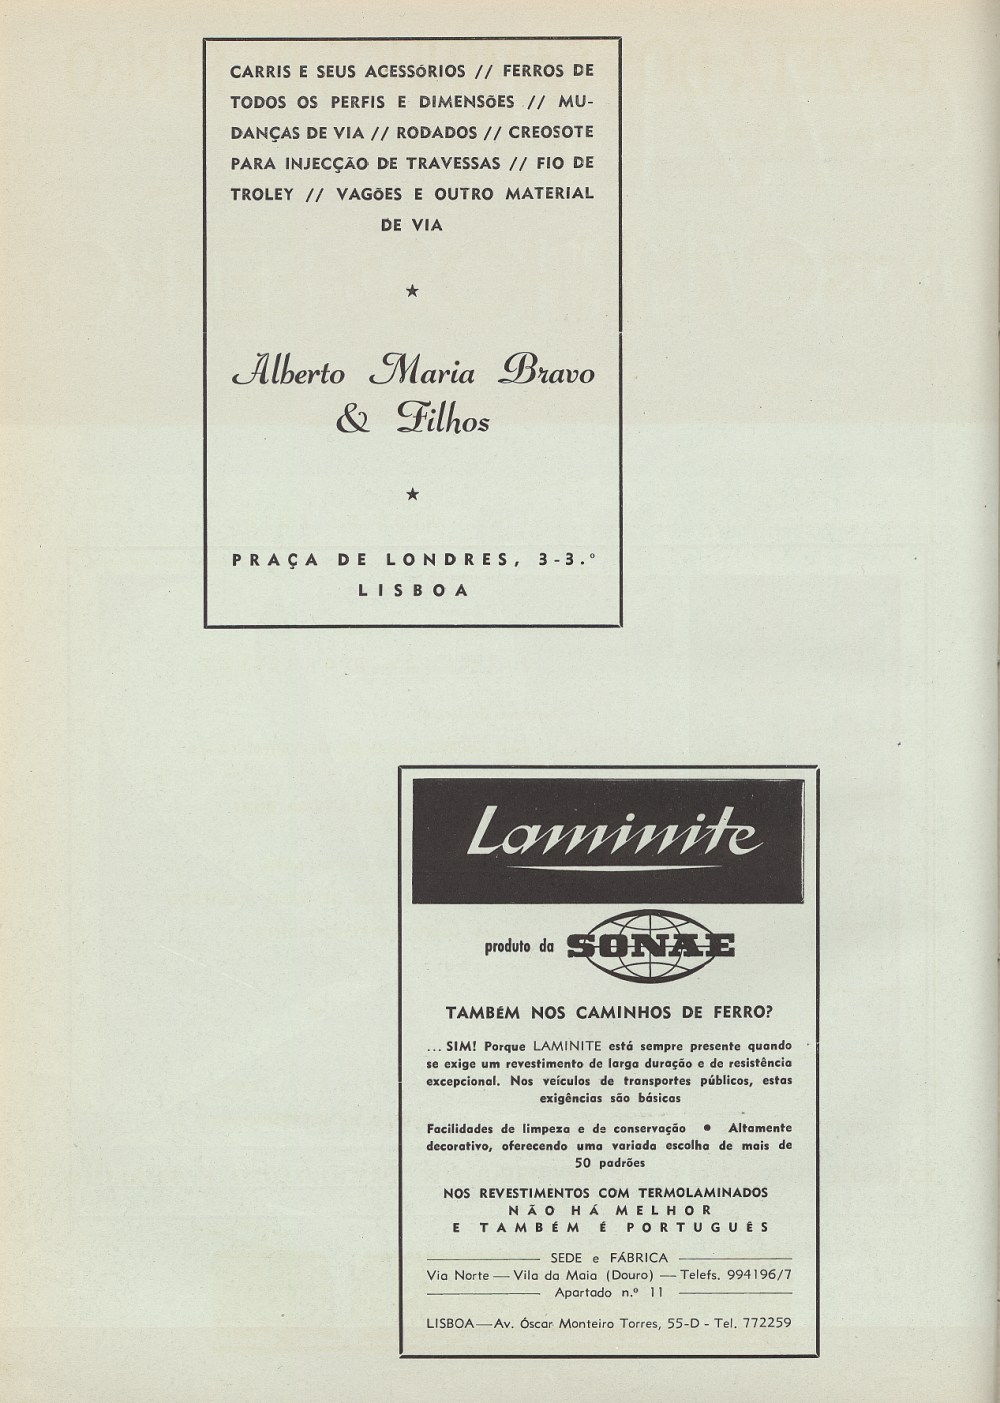 CARRIS E SEUS ACESSÓRIOS // FERROS DE
TODOS OS PERFIS E DIMENSÕES // MU-
DANÇAS DE VIA // RODADOS // CREOSOTE
PARA INJECÇÃO DE TRAVESSAS // FIO DE
TROLEY // VAGÕES E OUTRO MATERIAL
DE VIA
★
Alberto Maria Bravo
& Filhos
★
PRAÇA DE LONDRES, 3-3.º
LISBOA
Laminite
produto da SONAE
TAMBÉM NOS CAMINHOS DE FERRO?
... SIM! Porque LAMINITE está sempre presente quando
se exige um revestimento de larga duração e de resistência
excepcional. Nos veículos de transportes públicos, estas
exigências são básicas
Facilidades de limpeza e de conservação • Altamente
decorativo, oferecendo uma variada escolha de mais de
50 padrões
NOS REVESTIMENTOS COM TERMOLAMINADOS
NÃO HÁ MELHOR
E TAMBÉM É PORTUGUÊS
SEDE e FÁBRICA
Via Norte — Vila da Maia (Douro) — Telefs. 994196/7
Apartado n.º 11
LISBOA—Av. Óscar Monteiro Torres, 55-D - Tel. 772259